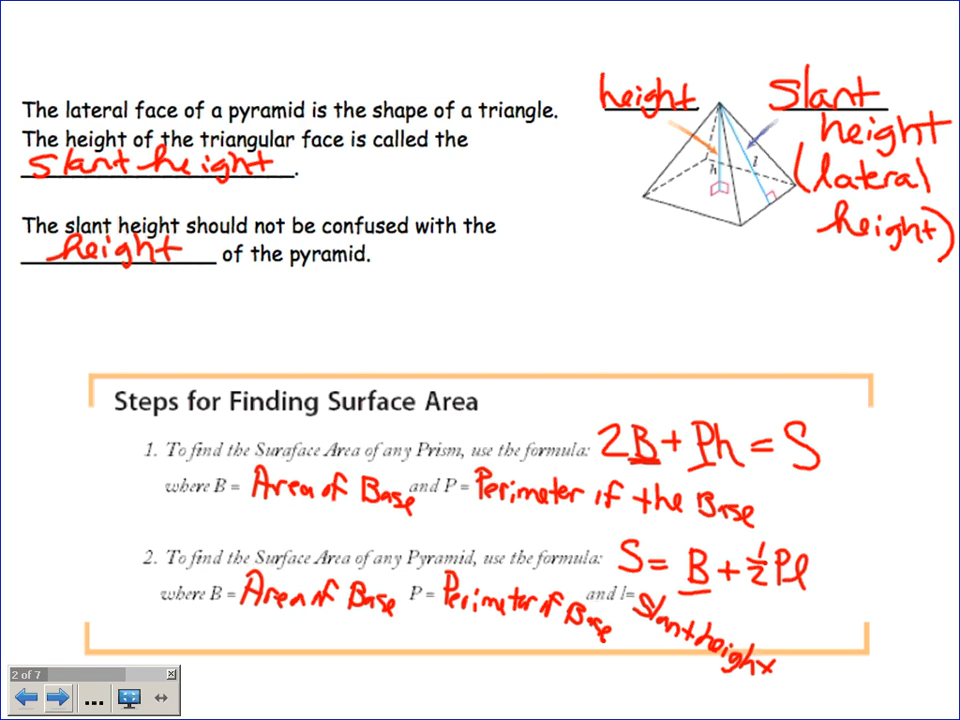 The lateral face of a pyramid is the shape of a triangle.
The height of the triangular face is called the
slant height.
The slant height should not be confused with the
height of the pyramid.
height
slant
height
(lateral
height)
h
l
Steps for Finding Surface Area
1. To find the Suraface Area of any Prism, use the formula: 2B + Ph = S
where B = Area of Base and P = Perimeter if the Base
2. To find the Surface Area of any Pyramid, use the formula: S = B + 1/2 Pl
where B = Area of Base P = Perimeter of Base and l= Slant height
2 of 7